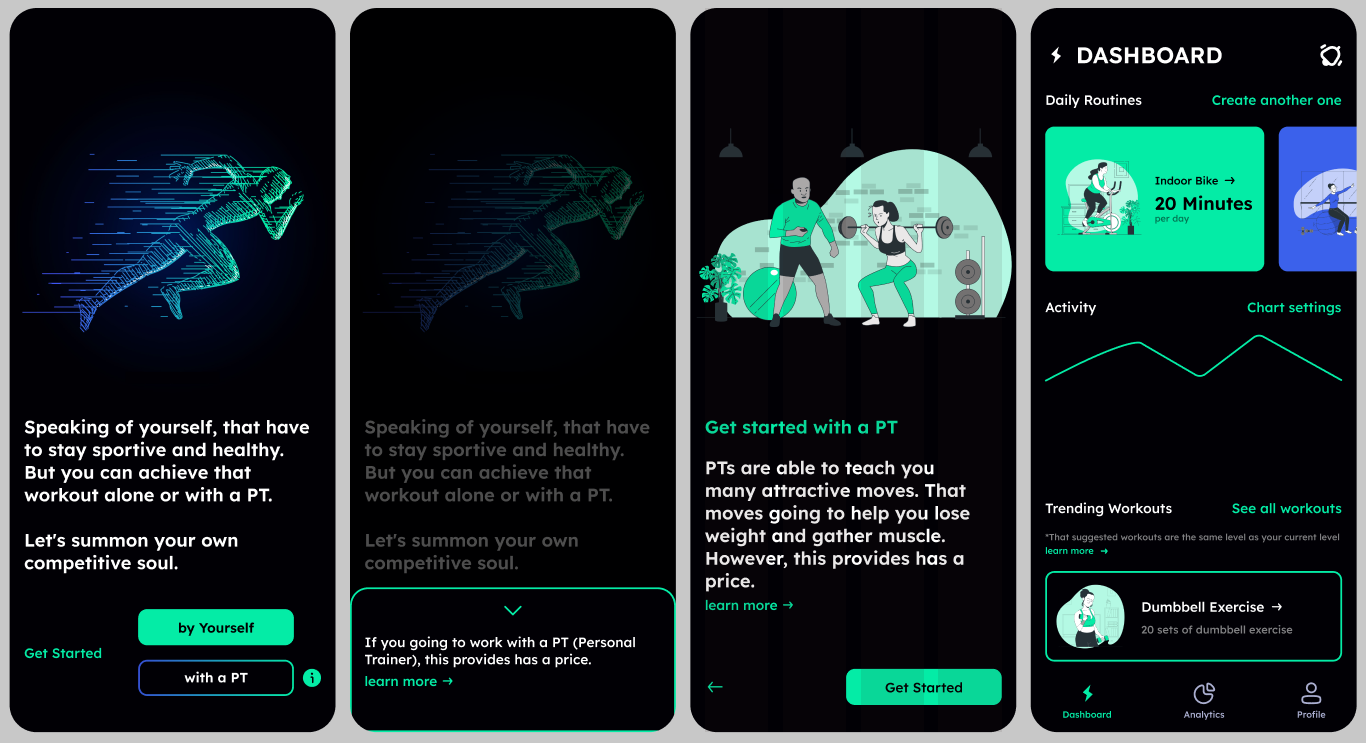 Speaking of yourself, that have
to stay sportive and healthy.
But you can achieve that
workout alone or with a PT.
Let's summon your own
competitive soul.
Get Started
by Yourself
with a PT
i
Speaking of yourself, that have
to stay sportive and healthy.
But you can achieve that
workout alone or with a PT.
Let's summon your own
competitive soul.
If you going to work with a PT (Personal
Trainer), this provides has a price.
learn more →
Get started with a PT
PTs are able to teach you
many attractive moves. That
moves going to help you lose
weight and gather muscle.
However, this provides has a
price.
learn more →
←
Get Started
DASHBOARD
Daily Routines
Create another one
Indoor Bike →
20 Minutes
per day
Activity
Chart settings
Trending Workouts
See all workouts
*That suggested workouts are the same level as your current level
learn more →
Dumbbell Exercise →
20 sets of dumbbell exercise
Dashboard
Analytics
Profile